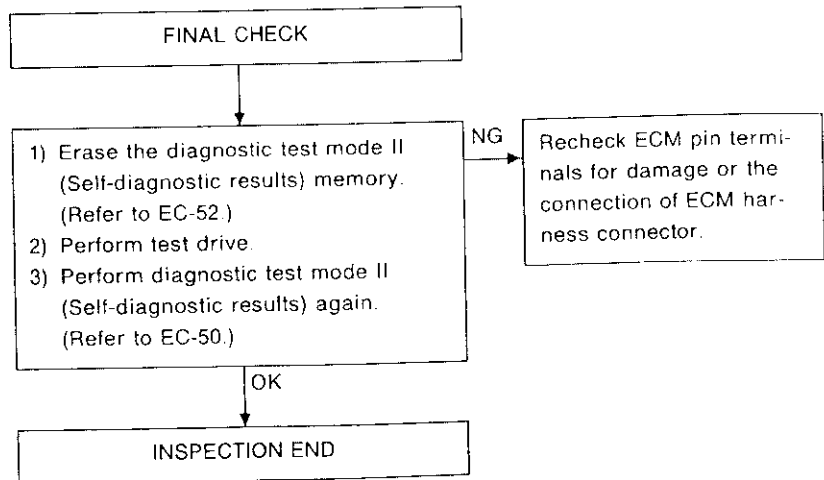 FINAL CHECK
1) Erase the diagnostic test mode II
(Self-diagnostic results) memory.
(Refer to EC-52.)
2) Perform test drive.
3) Perform diagnostic test mode II
(Self-diagnostic results) again.
(Refer to EC-50.)
NG
Recheck ECM pin termi-
nals for damage or the
connection of ECM har-
ness connector.
OK
INSPECTION END